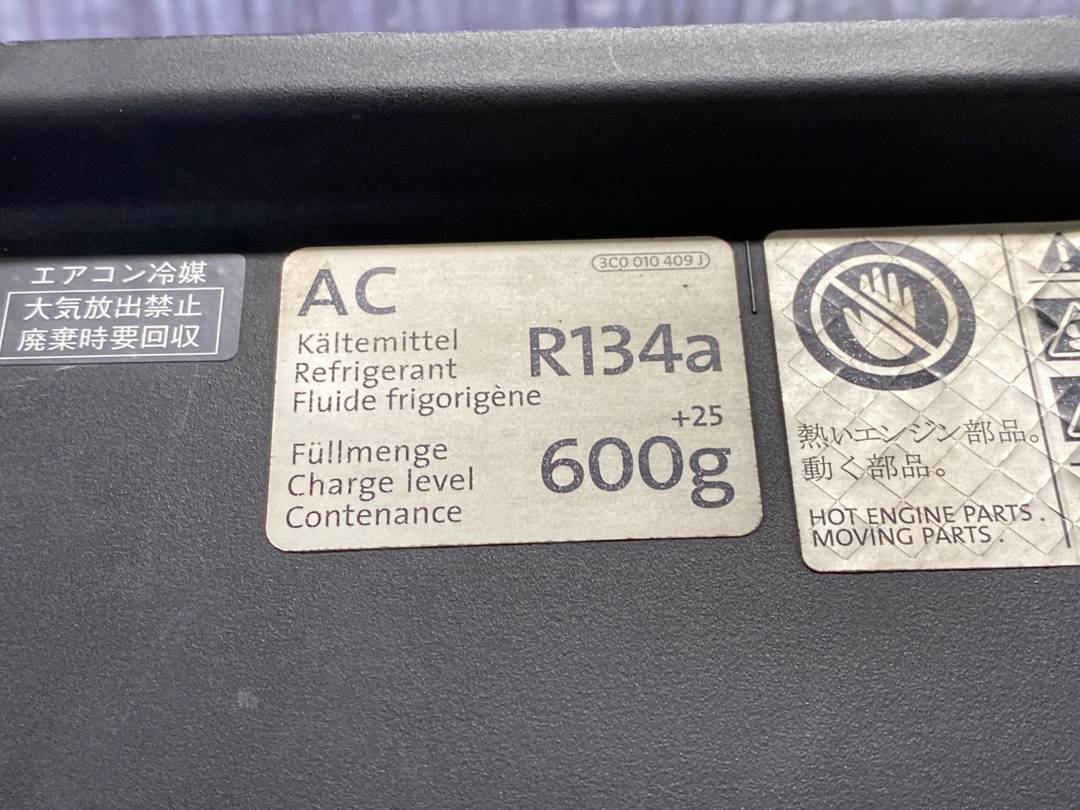 エアコン冷媒
大気放出禁止
廃棄時要回収
AC
3C0 010 409 J
Kältemittel
Refrigerant
Fluide frigorigène
R134a
Füllmenge
Charge level
Contenance
+25
600g
熱いエンジン部品。
動く部品。
HOT ENGINE PARTS.
MOVING PARTS.